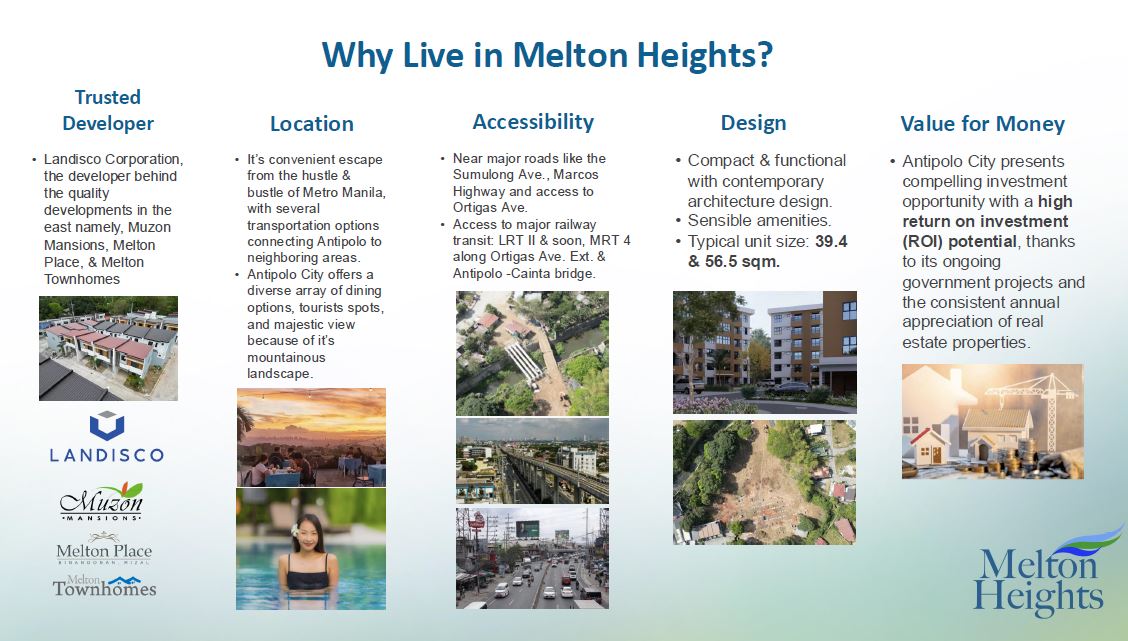 Why Live in Melton Heights?
Trusted
Developer
• Landisco Corporation,
the developer behind
the quality
developments in the
east namely, Muzon
Mansions, Melton
Place, & Melton
Townhomes
LANDISCO
Muzon
•MANSIONS•
Melton Place
BINANGONAN, RIZAL
Melton
Townhomes
Location
• It's convenient escape
from the hustle &
bustle of Metro Manila,
with several
transportation options
connecting Antipolo to
neighboring areas.
• Antipolo City offers a
diverse array of dining
options, tourists spots,
and majestic view
because of it's
mountainous
landscape.
Accessibility
• Near major roads like the
Sumulong Ave., Marcos
Highway and access to
Ortigas Ave.
• Access to major railway
transit: LRT II & soon, MRT 4
along Ortigas Ave. Ext. &
Antipolo -Cainta bridge.
Design
• Compact & functional
with contemporary
architecture design.
• Sensible amenities.
• Typical unit size: 39.4
& 56.5 sqm.
Value for Money
• Antipolo City presents
compelling investment
opportunity with a high
return on investment
(ROI) potential, thanks
to its ongoing
government projects and
the consistent annual
appreciation of real
estate properties.
Melton
Heights